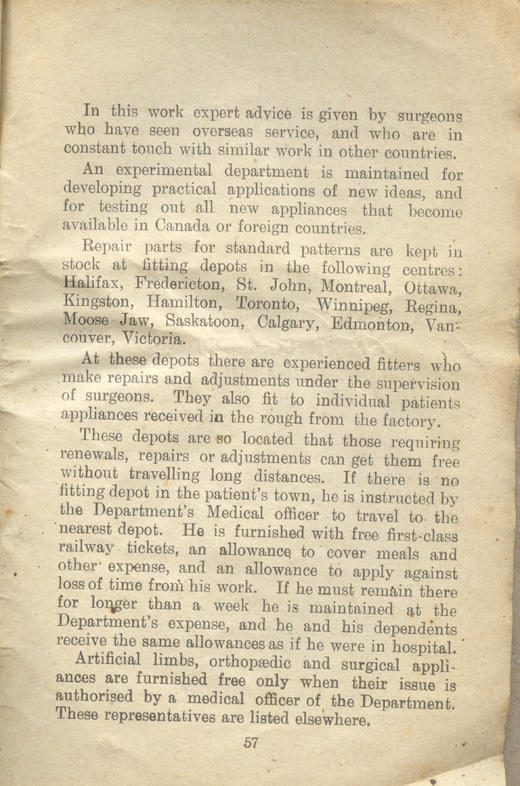 In this work expert advice is given by surgeons
who have seen overseas service, and who are in
constant touch with similar work in other countries.
An experimental department is maintained for
developing practical applications of new ideas, and
for testing out all new appliances that become
available in Canada or foreign countries.
Repair parts for standard patterns are kept in
stock at fitting depots in the following centres:
Halifax, Fredericton, St. John, Montreal, Ottawa,
Kingston, Hamilton, Toronto, Winnipeg, Regina,
Moose Jaw, Saskatoon, Calgary, Edmonton, Van-
couver, Victoria.
At these depots there are experienced fitters who
make repairs and adjustments under the supervision
of surgeons. They also fit to individual patients
appliances received in the rough from the factory.
These depots are so located that those requiring
renewals, repairs or adjustments can get them free
without travelling long distances. If there is no
fitting depot in the patient's town, he is instructed by
the Department's Medical officer to travel to the
nearest depot. He is furnished with free first-class
railway tickets, an allowance to cover meals and
other expense, and an allowance to apply against
loss of time from his work. If he must remain there
for longer than a week he is maintained at the
Department's expense, and he and his dependents
receive the same allowances as if he were in hospital.
Artificial limbs, orthopædic and surgical appli-
ances are furnished free only when their issue is
authorised by a medical officer of the Department.
These representatives are listed elsewhere.
57